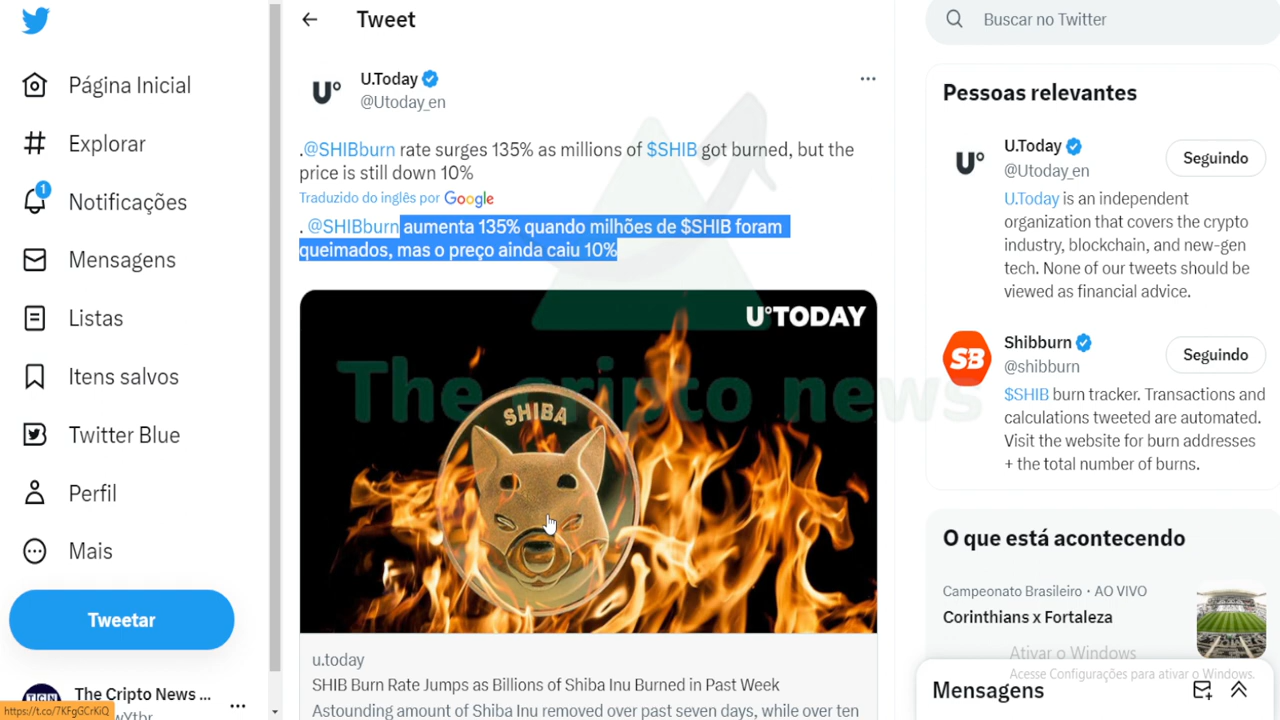 Tweet
Buscar no Twitter
Página Inicial
Explorar
1
Notificações
Mensagens
Listas
Itens salvos
Twitter Blue
Perfil
Mais
Tweetar
The Cripto News ...
https://t.co/7KFgGCrKiQ
U.Today
@Utoday_en
.@SHIBburn rate surges 135% as millions of $SHIB got burned, but the
price is still down 10%
Traduzido do inglês por Google
. @SHIBburn aumenta 135% quando milhões de $SHIB foram
queimados, mas o preço ainda caiu 10%
U°TODAY
The cripto news
SHIBA
u.today
SHIB Burn Rate Jumps as Billions of Shiba Inu Burned in Past Week
Astounding amount of Shiba Inu removed over past seven days, while over ten
Pessoas relevantes
U.Today
Seguindo
@Utoday_en
U.Today is an independent
organization that covers the crypto
industry, blockchain, and new-gen
tech. None of our tweets should be
viewed as financial advice.
Shibburn
Seguindo
@shibburn
$SHIB burn tracker. Transactions and
calculations tweeted are automated.
Visit the website for burn addresses
+ the total number of burns.
O que está acontecendo
Campeonato Brasileiro · AO VIVO
Corinthians x Fortaleza
Ativar o Windows
Acesse Configurações para ativar o Windows.
Mensagens